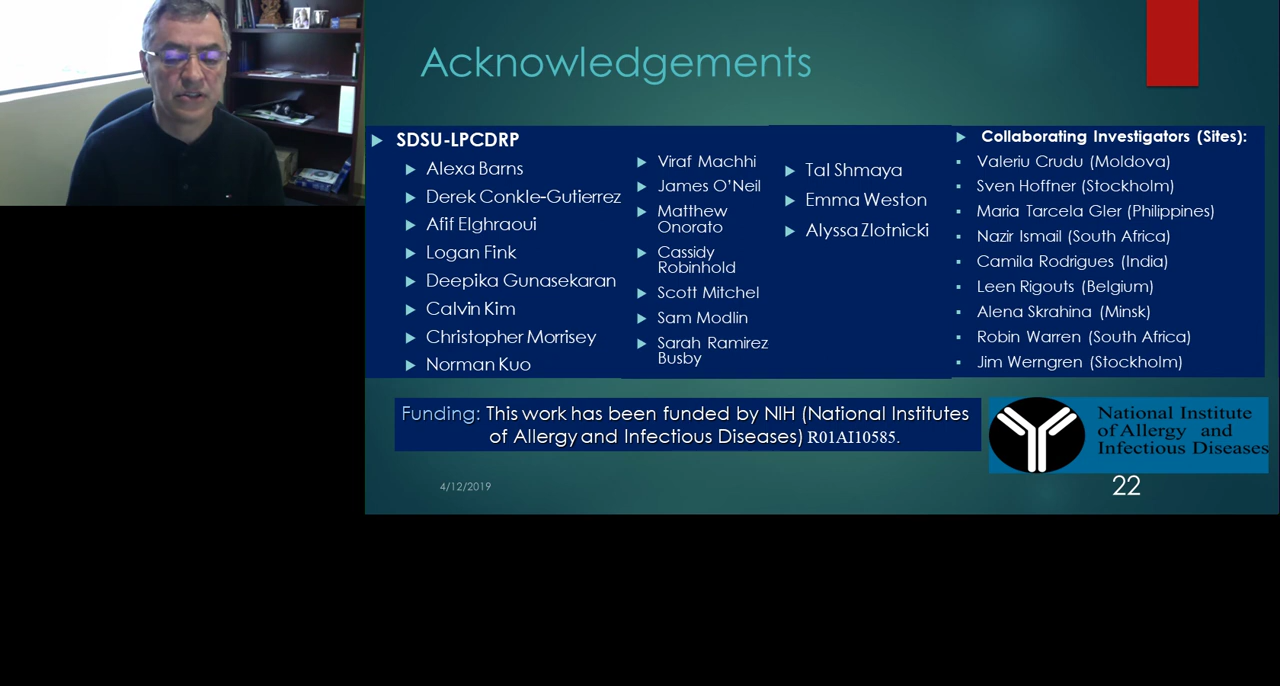 Acknowledgements
SDSU-LPCDRP
Alexa Barns
Derek Conkle-Gutierrez
Afif Elghraoui
Logan Fink
Deepika Gunasekaran
Calvin Kim
Christopher Morrisey
Norman Kuo
Viraf Machhi
James O’Neil
Matthew
Onorato
Cassidy
Robinhold
Scott Mitchel
Sam Modlin
Sarah Ramirez
Busby
Tal Shmaya
Emma Weston
Alyssa Zlotnicki
Collaborating Investigators (Sites):
Valeriu Crudu (Moldova)
Sven Hoffner (Stockholm)
Maria Tarcela Gler (Philippines)
Nazir Ismail (South Africa)
Camila Rodrigues (India)
Leen Rigouts (Belgium)
Alena Skrahina (Minsk)
Robin Warren (South Africa)
Jim Werngren (Stockholm)
Funding: This work has been funded by NIH (National Institutes
of Allergy and Infectious Diseases) R01AI10585.
National Institute
of Allergy and
Infectious Diseases
4/12/2019
22